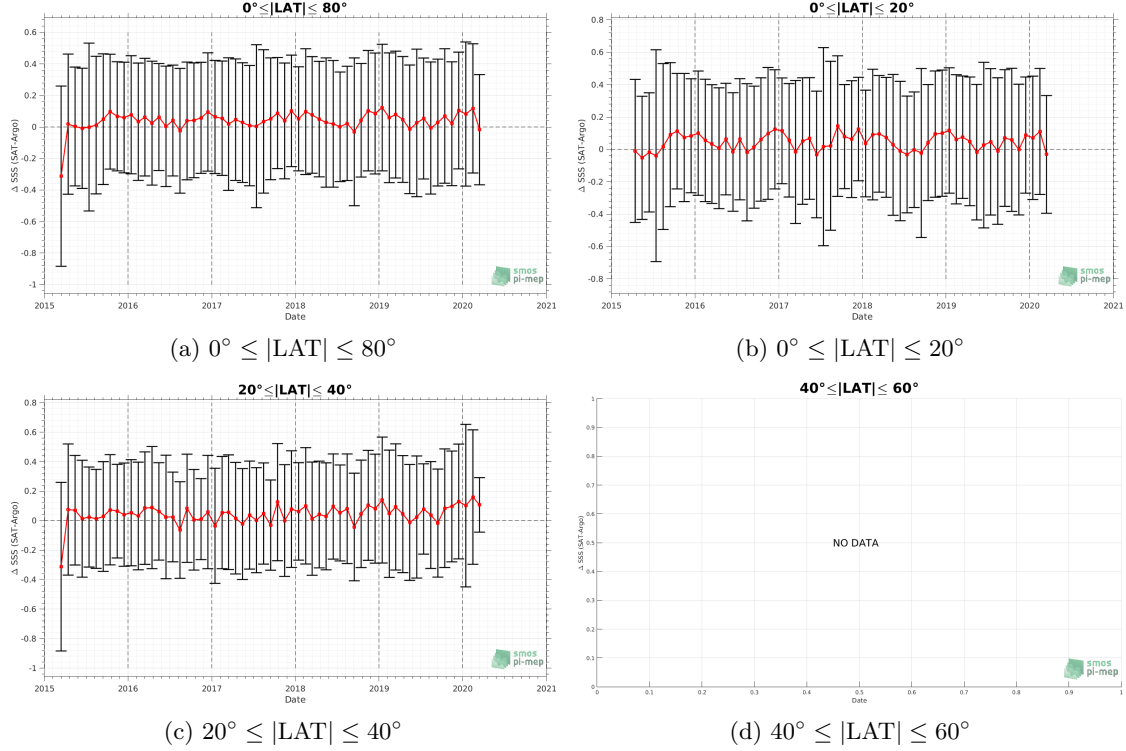 0°≤|LAT|≤ 80°
Δ SSS (SAT-Argo)
0.6
0.4
0.2
0
-0.2
-0.4
-0.6
-0.8
-1
2015 2016 2017 2018 2019 2020 2021
Date
smos
pi-mep
(a) 0° ≤ |LAT| ≤ 80°
0°≤|LAT|≤ 20°
Δ SSS (SAT-Argo)
0.8
0.6
0.4
0.2
0
-0.2
-0.4
-0.6
-0.8
2015 2016 2017 2018 2019 2020 2021
Date
smos
pi-mep
(b) 0° ≤ |LAT| ≤ 20°
20°≤|LAT|≤ 40°
Δ SSS (SAT-Argo)
0.8
0.6
0.4
0.2
0
-0.2
-0.4
-0.6
-0.8
-1
2015 2016 2017 2018 2019 2020 2021
Date
smos
pi-mep
(c) 20° ≤ |LAT| ≤ 40°
40°≤|LAT|≤ 60°
Δ SSS (SAT-Argo)
1
0.9
0.8
0.7
0.6
0.5
0.4
0.3
0.2
0.1
0
NO DATA
0 0.1 0.2 0.3 0.4 0.5 0.6 0.7 0.8 0.9 1
Date
smos
pi-mep
(d) 40° ≤ |LAT| ≤ 60°